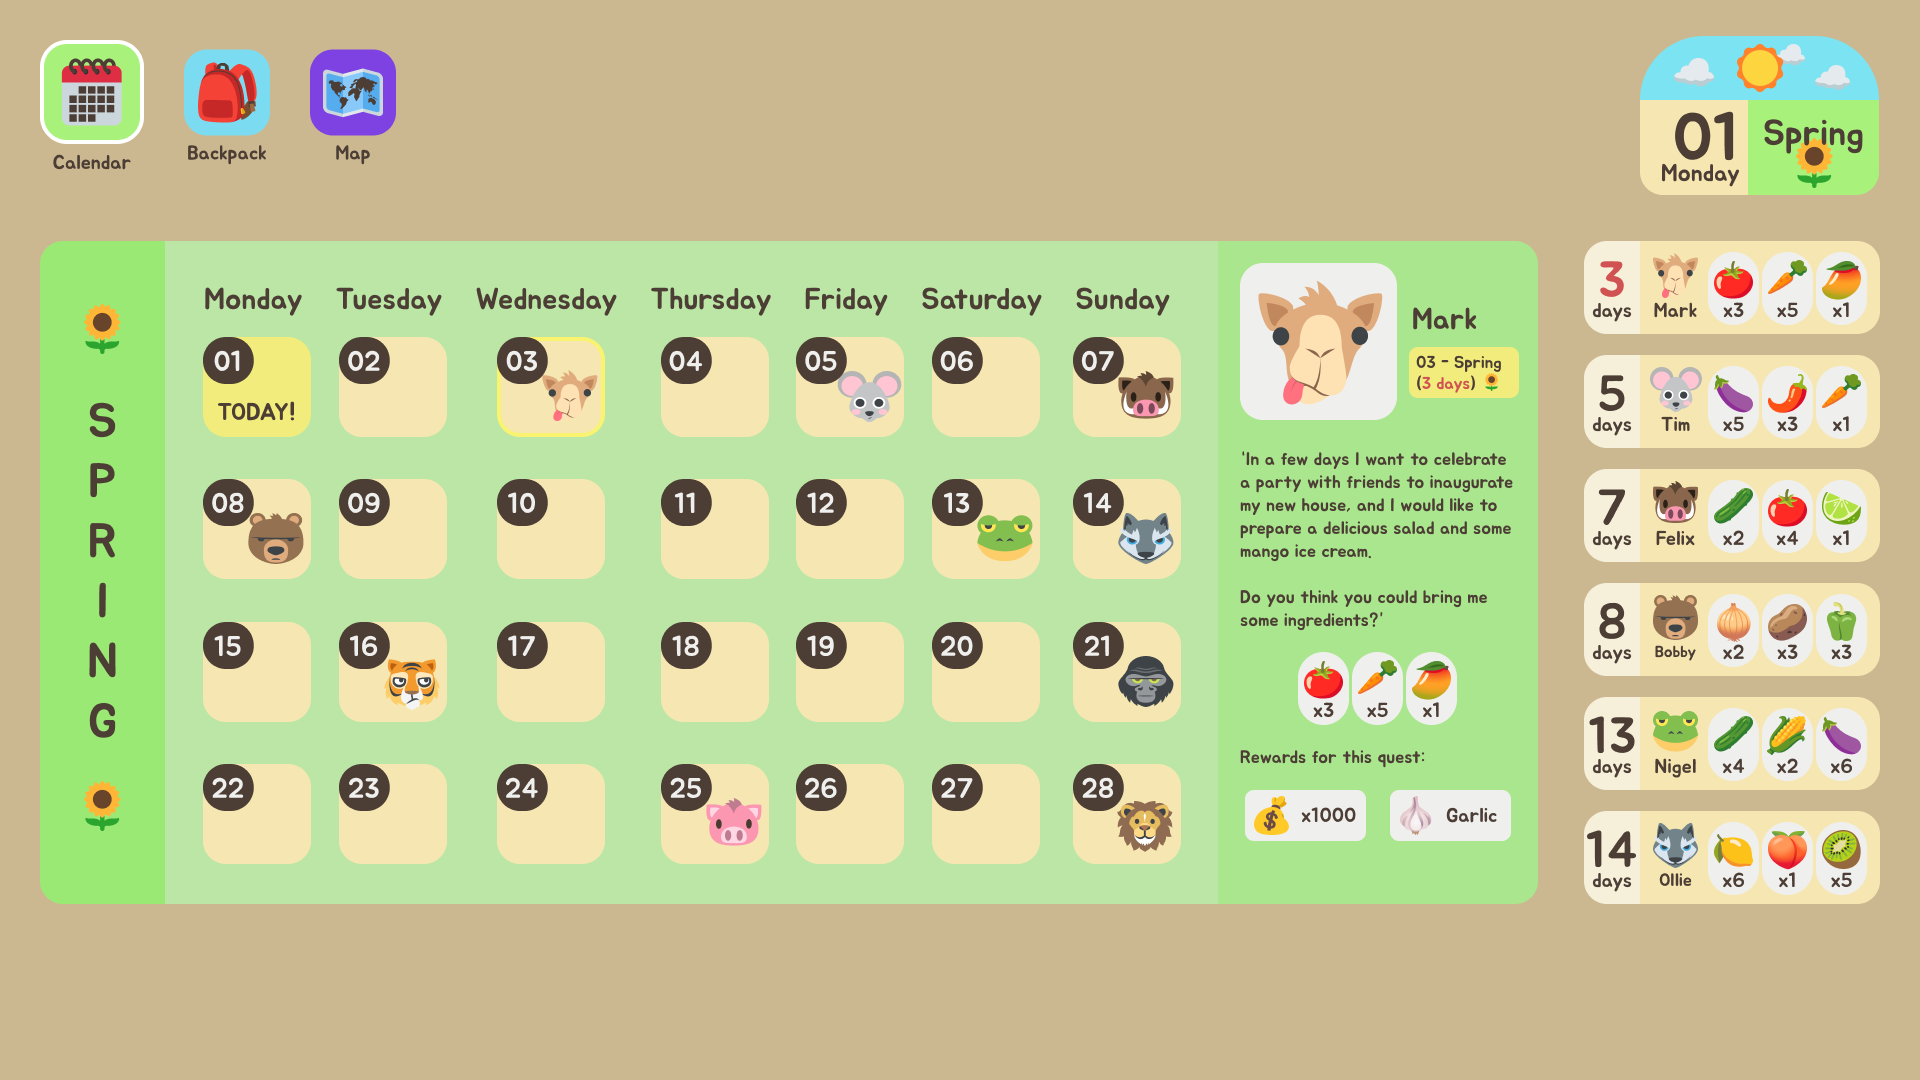 Calendar
Backpack
Map
01
Monday
Spring
SPRING
Monday Tuesday Wednesday Thursday Friday Saturday Sunday
01 02 03 04 05 06 07
TODAY!
08 09 10 11 12 13 14
15 16 17 18 19 20 21
22 23 24 25 26 27 28
Mark
03 - Spring
(3 days)
'In a few days I want to celebrate
a party with friends to inaugurate
my new house, and I would like to
prepare a delicious salad and some
mango ice cream.
Do you think you could bring me
some ingredients?'
x3 x5 x1
Rewards for this quest:
x1000 Garlic
3
days Mark x3 x5 x1
5
days Tim x5 x3 x1
7
days Felix x2 x4 x1
8
days Bobby x2 x3 x3
13
days Nigel x4 x2 x6
14
days Ollie x6 x1 x5